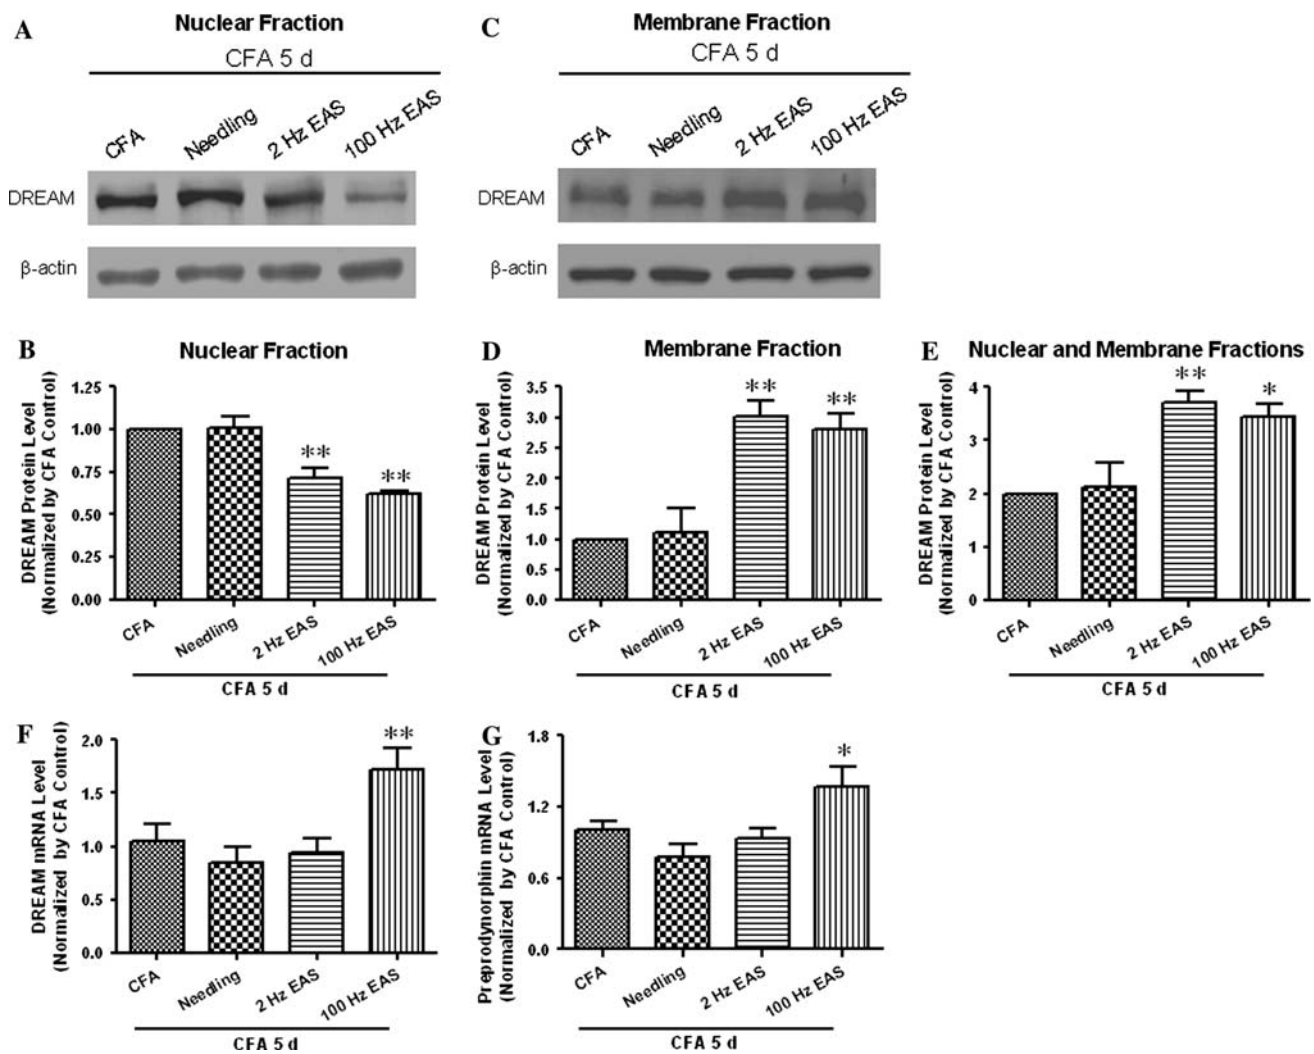 A
Nuclear Fraction
CFA 5 d
CFA
Needling
2 Hz EAS
100 Hz EAS
DREAM
β-actin
C
Membrane Fraction
CFA 5 d
CFA
Needling
2 Hz EAS
100 Hz EAS
DREAM
β-actin
B
Nuclear Fraction
DREAM Protein Level
(Normalized by CFA Control)
1.25
1.00
0.75
0.50
0.25
0.00
**
**
CFA
Needling
2 Hz EAS
100 Hz EAS
CFA 5 d
D
Membrane Fraction
DREAM Protein Level
(Normalized by CFA Control)
3.5
3.0
2.5
2.0
1.5
1.0
0.5
0.0
**
**
CFA
Needling
2 Hz EAS
100 Hz EAS
CFA 5 d
E
Nuclear and Membrane Fractions
DREAM Protein Level
(Normalized by CFA Control)
4
3
2
1
0
**
*
CFA
Needling
2 Hz EAS
100 Hz EAS
CFA 5 d
F
DREAM mRNA Level
(Normalized by CFA Control)
2.0
1.5
1.0
0.5
0.0
**
CFA
Needling
2 Hz EAS
100 Hz EAS
CFA 5 d
G
Preprodynorphin mRNA Level
(Normalized by CFA Control)
1.8
1.2
0.6
0.0
*
CFA
Needling
2 Hz EAS
100 Hz EAS
CFA 5 d